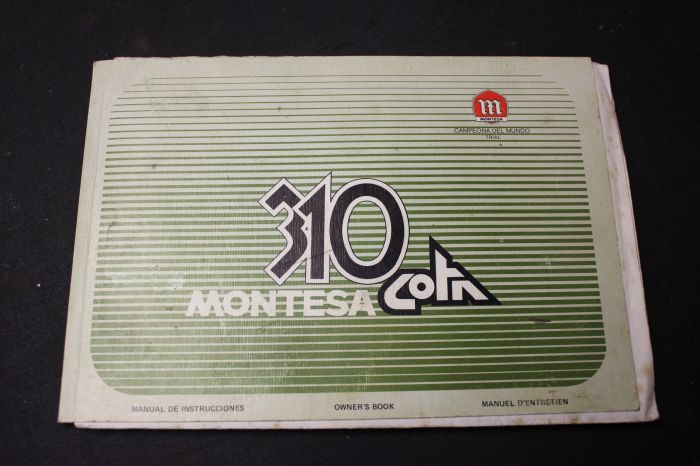 M
MONTESA
CAMPEONA DEL MUNDO
TRIAL
310
MONTESA Cota
MANUAL DE INSTRUCCIONES OWNER'S BOOK MANUEL D'ENTRETIEN